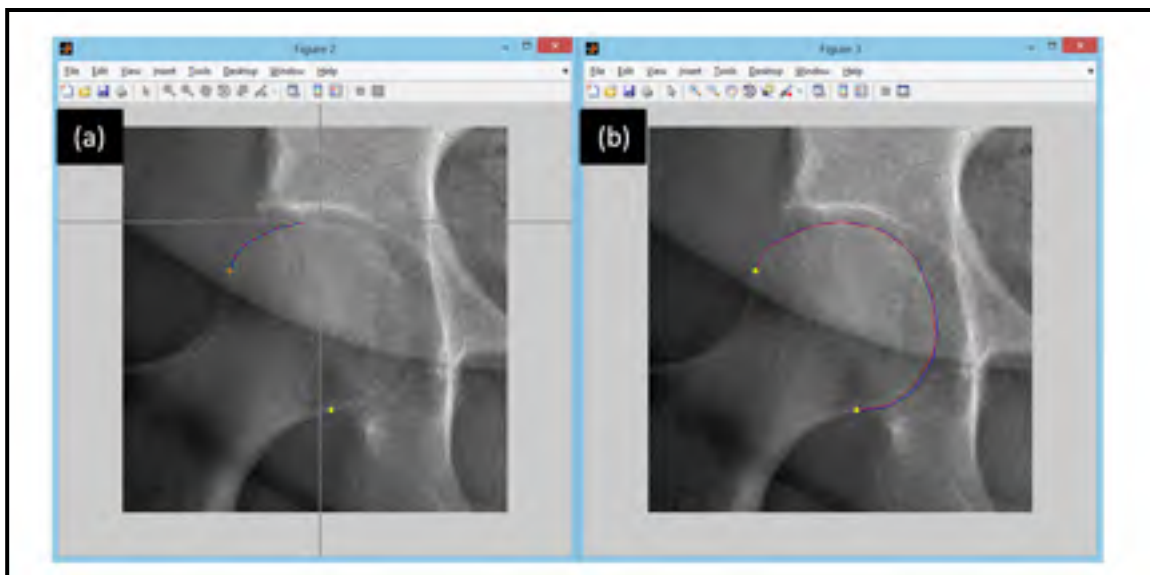 Figure 2
File Edit View Insert Tools Desktop Window Help
(a)
Figure 3
File Edit View Insert Tools Desktop Window Help
(b)